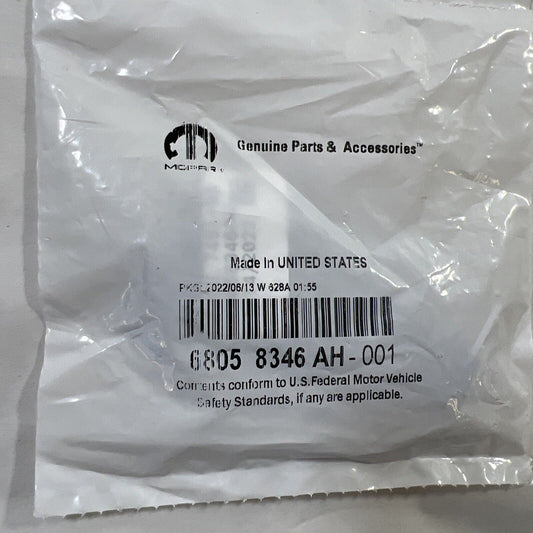 MOPAR
Genuine Parts & Accessories™
Made In UNITED STATES
PKG: 2022/06/13 W 628A 01:55
6805 8346 AH - 001
Contents conform to U.S.Federal Motor Vehicle
Safety Standards, if any are applicable.